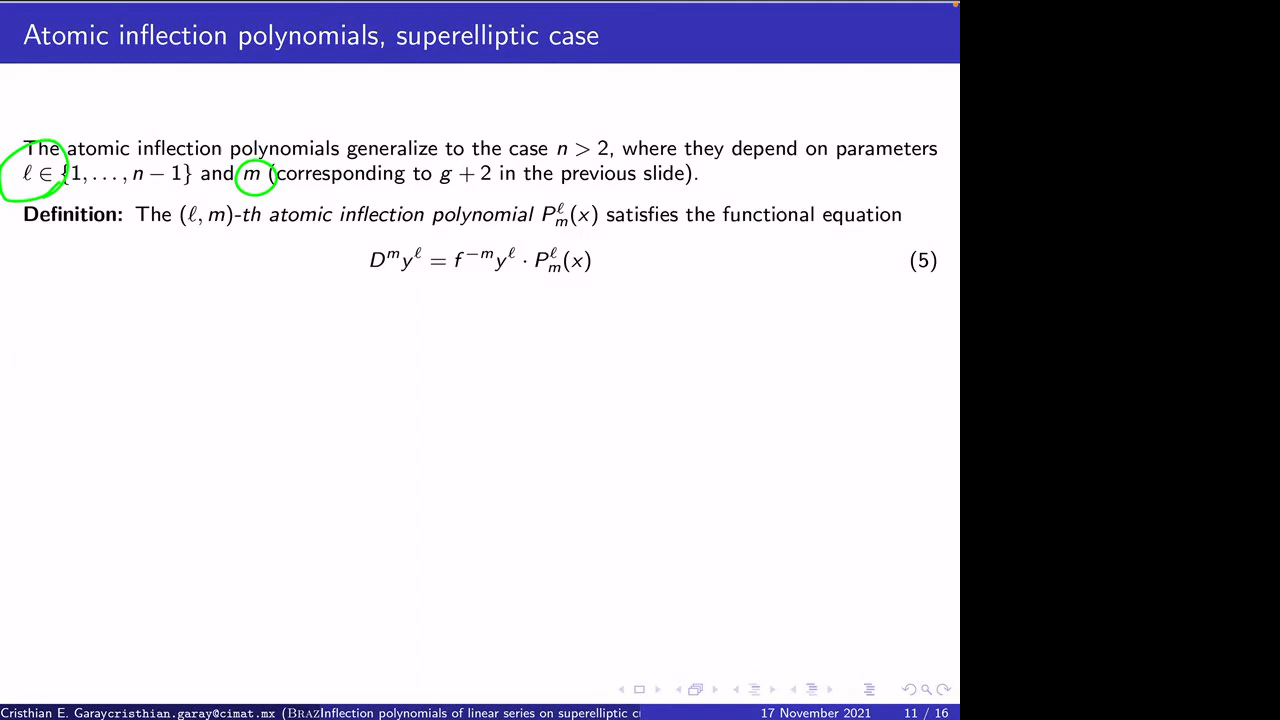 Atomic inflection polynomials, superelliptic case
The atomic inflection polynomials generalize to the case n > 2, where they depend on parameters
ℓ ∈ {1, . . . , n − 1} and m (corresponding to g + 2 in the previous slide).
Definition: The (ℓ, m)-th atomic inflection polynomial P_m^ℓ(x) satisfies the functional equation
D^m y^ℓ = f^{−m} y^ℓ · P_m^ℓ(x) (5)
Cristhian E. Garaycristhian.garay@cimat.mx (BrazInflection polynomials of linear series on superelliptic cu 17 November 2021 11 / 16